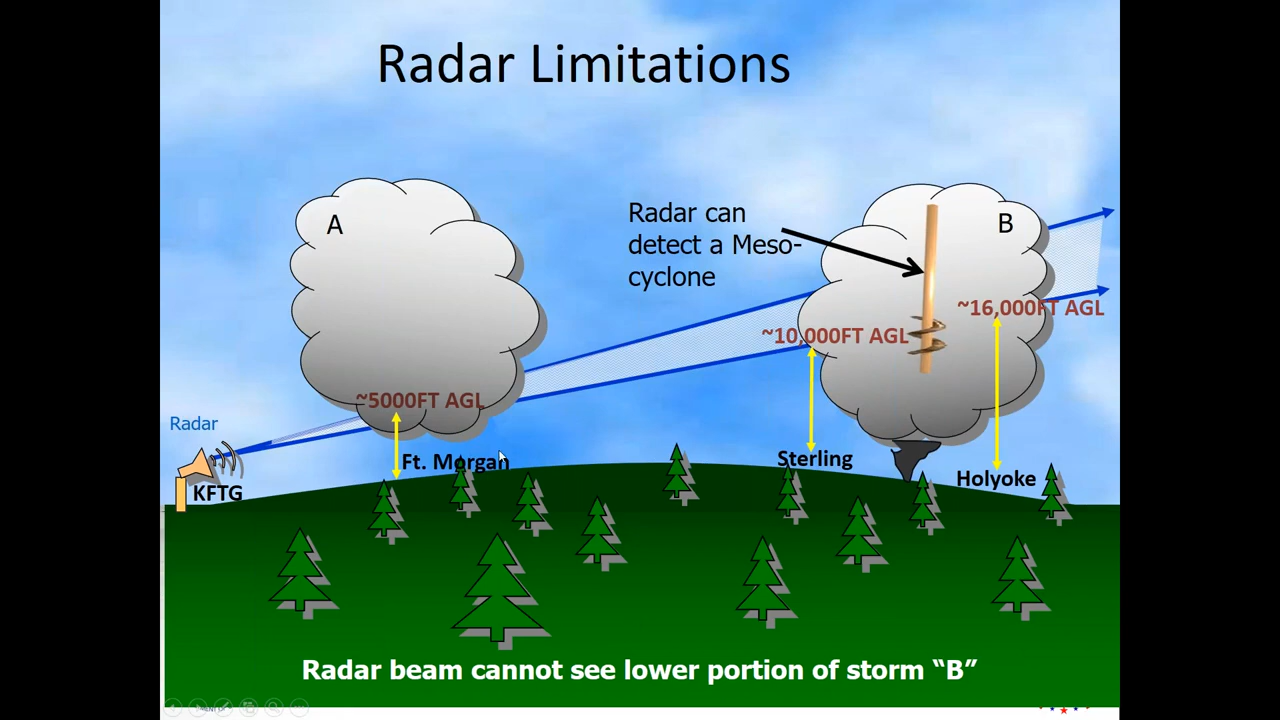 Radar Limitations
A
Radar can
detect a Meso-
cyclone
B
~16,000FT AGL
~10,000FT AGL
~5000FT AGL
Radar
KFTG
Ft. Morgan
Sterling
Holyoke
Radar beam cannot see lower portion of storm “B”